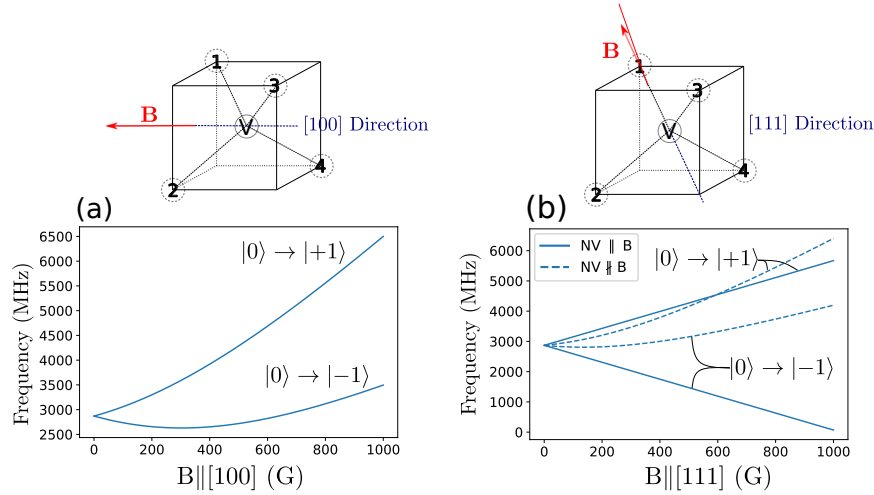 1
3
B
V
[100] Direction
2
4
(a)
6500
6000
5500
5000
4500
4000
3500
3000
2500
Frequency (MHz)
|0⟩ → |+1⟩
|0⟩ → |−1⟩
0 200 400 600 800 1000
B∥[100] (G)
B
1
3
V
[111] Direction
2
4
(b)
6000
5000
4000
3000
2000
1000
0
Frequency (MHz)
NV ∥ B
NV ∦ B
|0⟩ → |+1⟩
|0⟩ → |−1⟩
0 200 400 600 800 1000
B∥[111] (G)